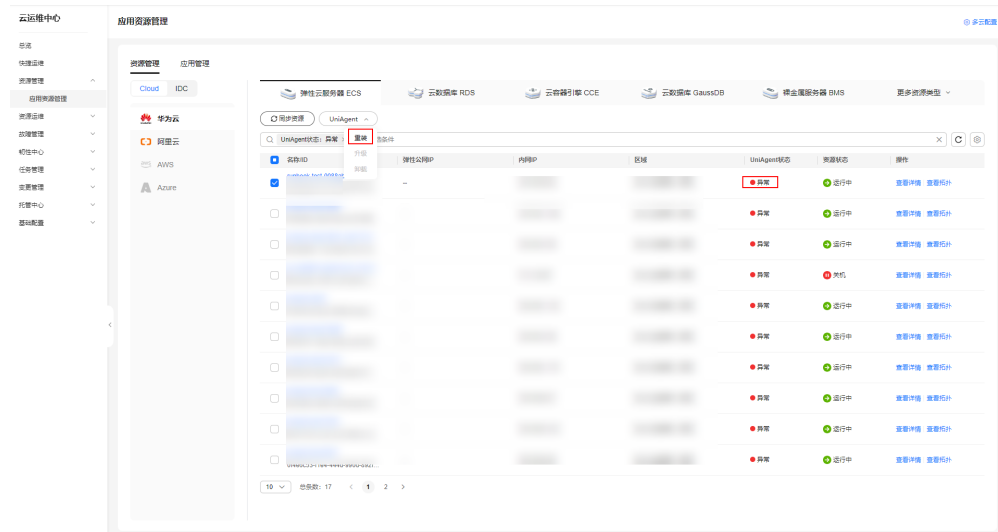 云运维中心
应用资源管理
多云配置
总览
快捷运维
资源管理
应用资源管理
资源运维
故障管理
韧性中心
任务管理
变更管理
托管中心
基础配置
资源管理 应用管理
Cloud IDC
华为云
阿里云
AWS
Azure
弹性云服务器 ECS 云数据库 RDS 云容器引擎 CCE 云数据库 GaussDB 裸金属服务器 BMS 更多资源类型
同步资源 UniAgent
UniAgent状态: 异常 条件
重装
升级
卸载
名称/ID 弹性公网IP 内网IP 区域 UniAgent状态 资源状态 操作
-- 异常 运行中 查看详情 查看拓扑
异常 运行中 查看详情 查看拓扑
异常 运行中 查看详情 查看拓扑
异常 关机 查看详情 查看拓扑
异常 运行中 查看详情 查看拓扑
异常 运行中 查看详情 查看拓扑
异常 运行中 查看详情 查看拓扑
异常 运行中 查看详情 查看拓扑
异常 运行中 查看详情 查看拓扑
异常 运行中 查看详情 查看拓扑
10 总条数: 17 < 1 2 >